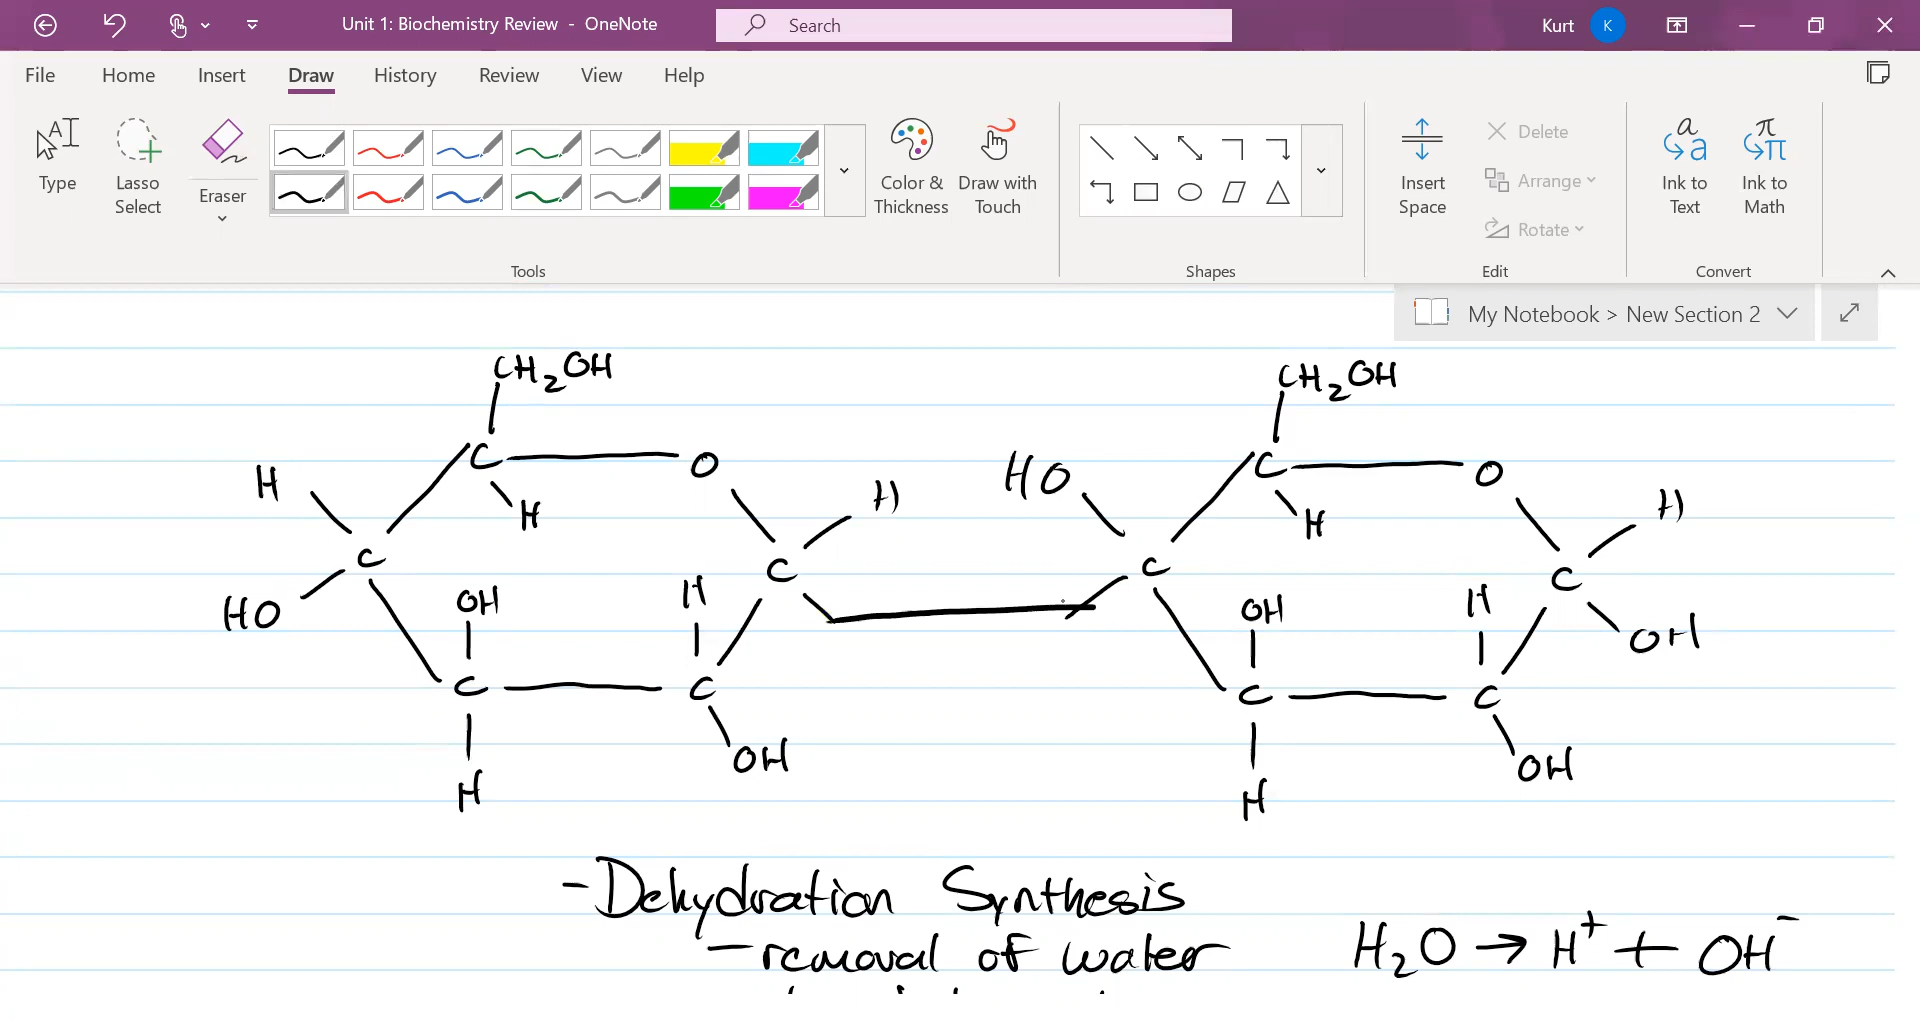 Unit 1: Biochemistry Review - OneNote
Search
Kurt
K
File Home Insert Draw History Review View Help
Type
Lasso Select
Eraser
Color & Thickness
Draw with Touch
Insert Space
Delete
Arrange
Rotate
Ink to Text
Ink to Math
Tools
Shapes
Edit
Convert
My Notebook > New Section 2
CH₂OH CH₂OH
C O HO C O
H H H H
H H
C C C C
OH H OH H
HO OH
C C C C
OH OH
H H
- Dehydration Synthesis
- removal of water
H₂O → H⁺ + OH⁻